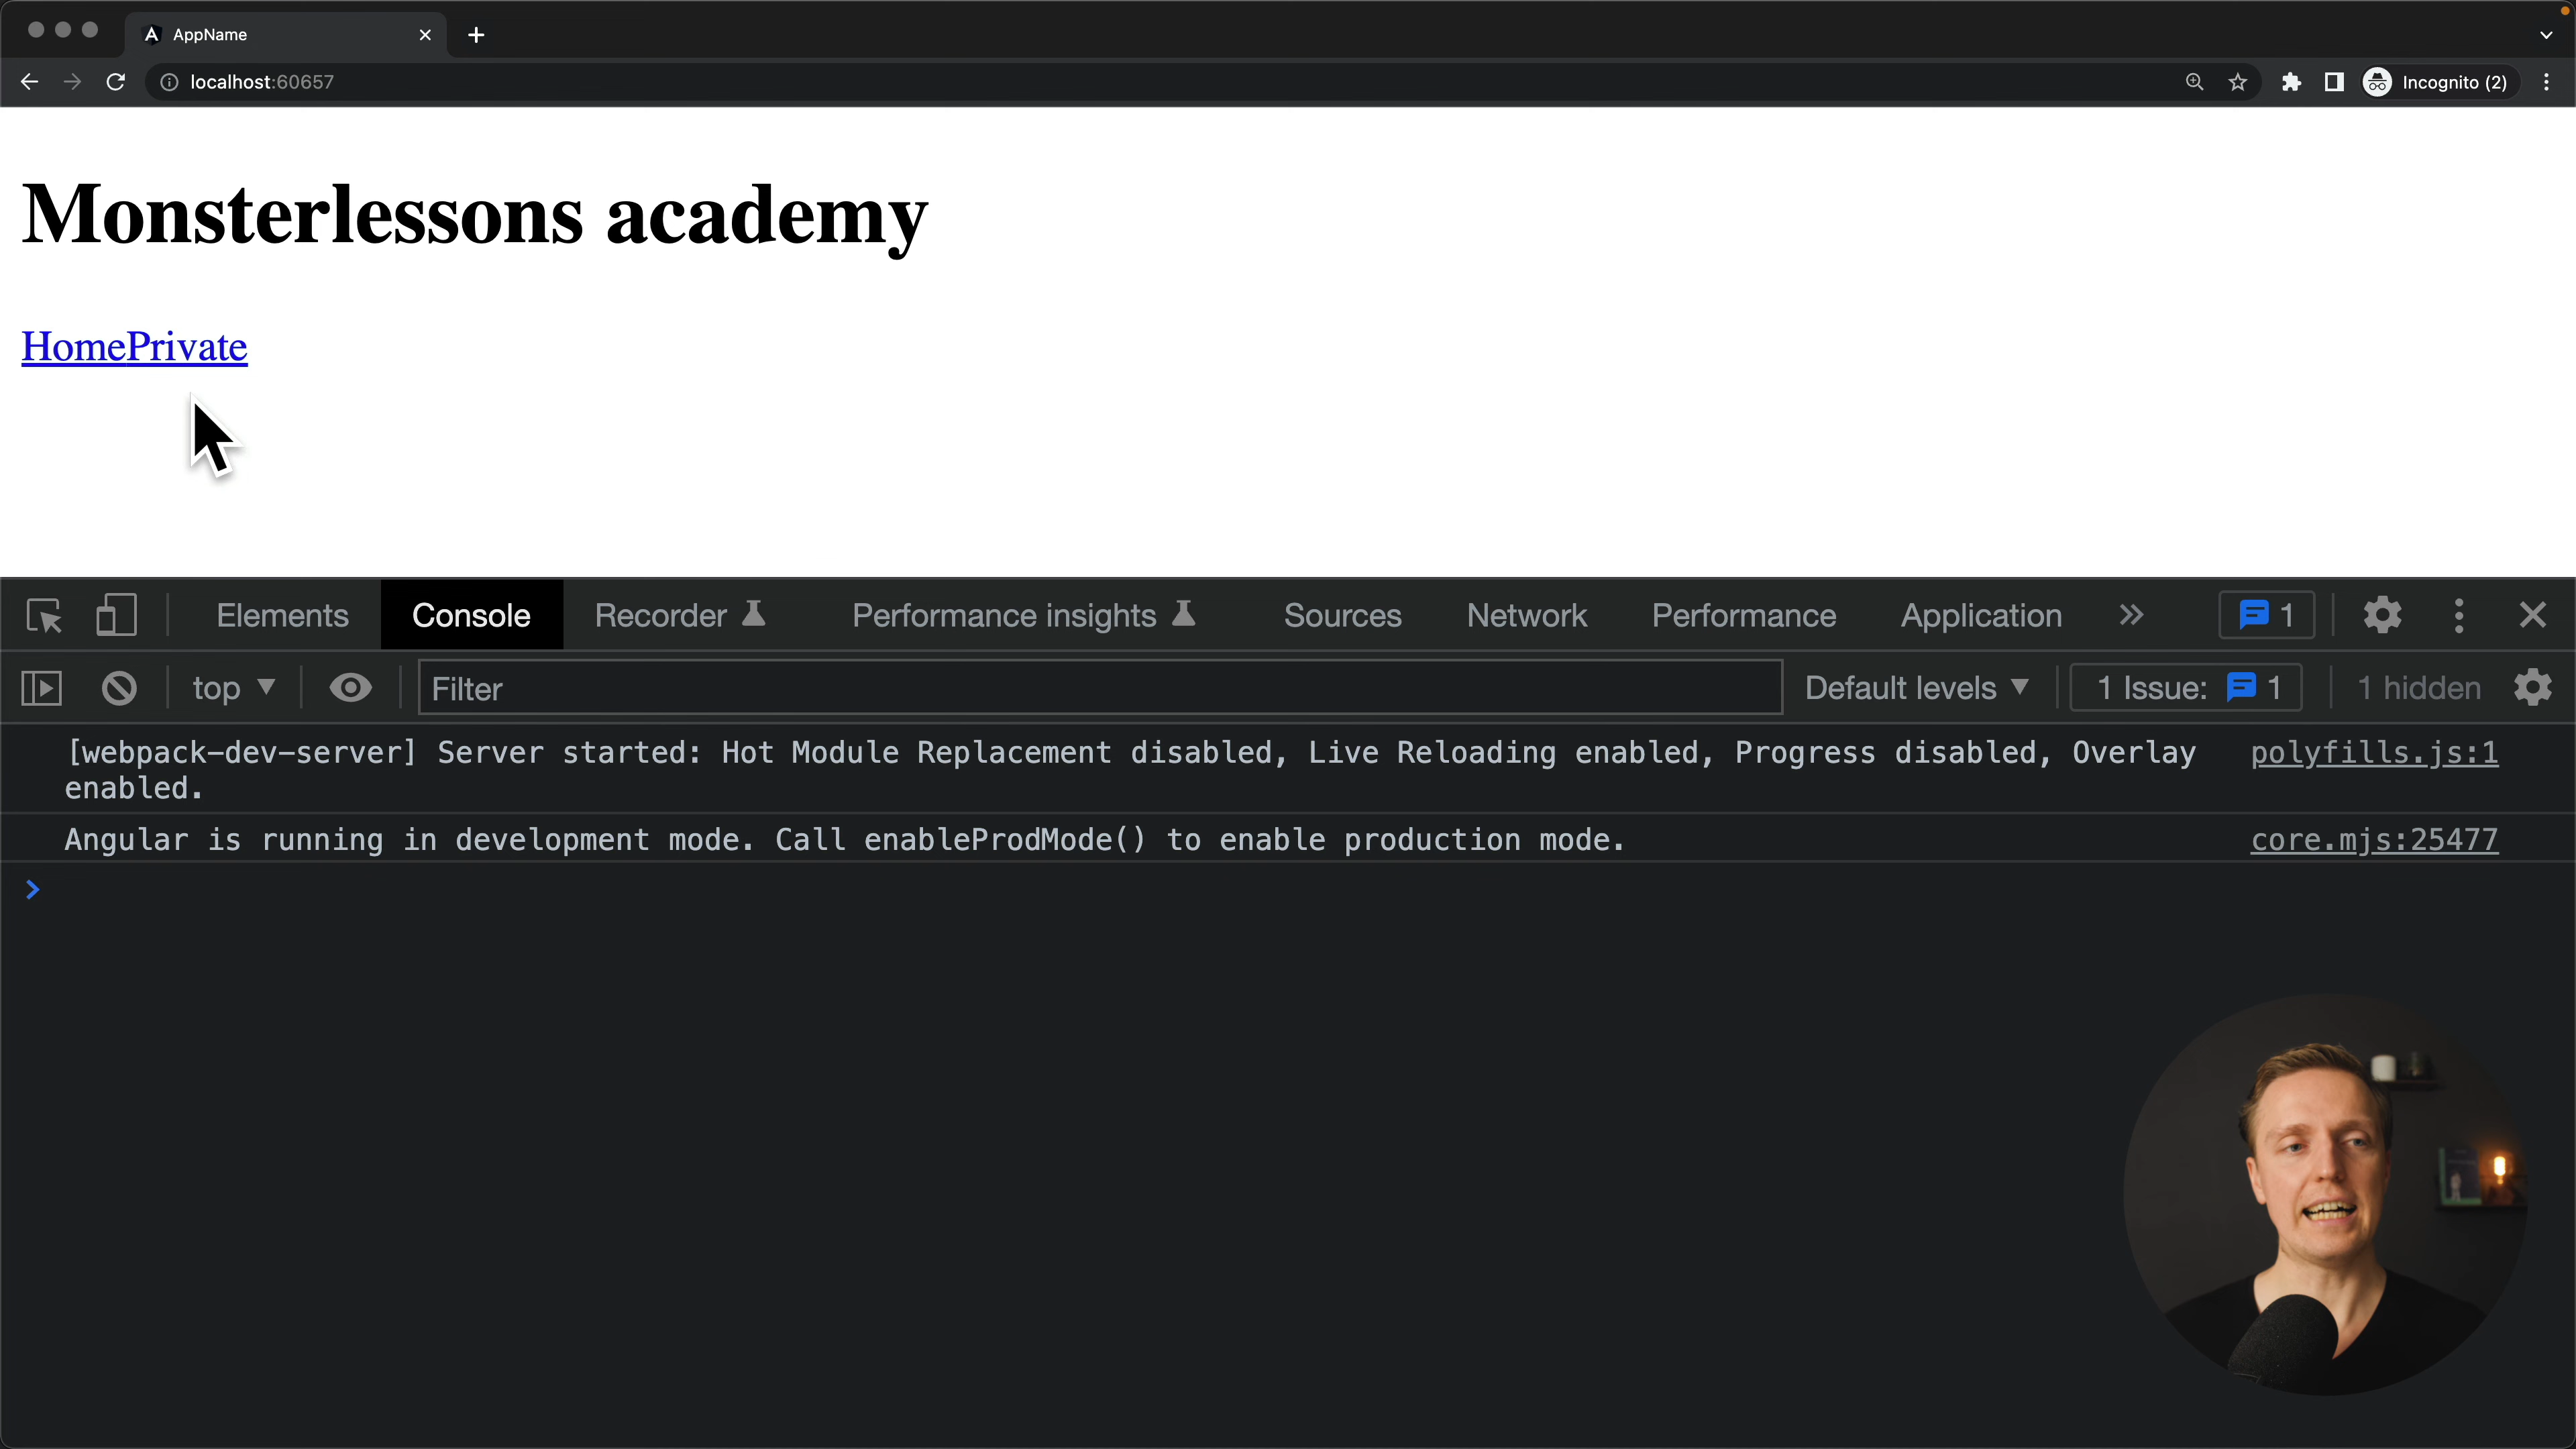 AppName
localhost:60657
Incognito (2)
Monsterlessons academy
HomePrivate
Elements Console Recorder Performance insights Sources Network Performance Application 1
top Filter Default levels 1 Issue: 1 1 hidden
[webpack-dev-server] Server started: Hot Module Replacement disabled, Live Reloading enabled, Progress disabled, Overlay polyfills.js:1
enabled.
Angular is running in development mode. Call enableProdMode() to enable production mode. core.mjs:25477